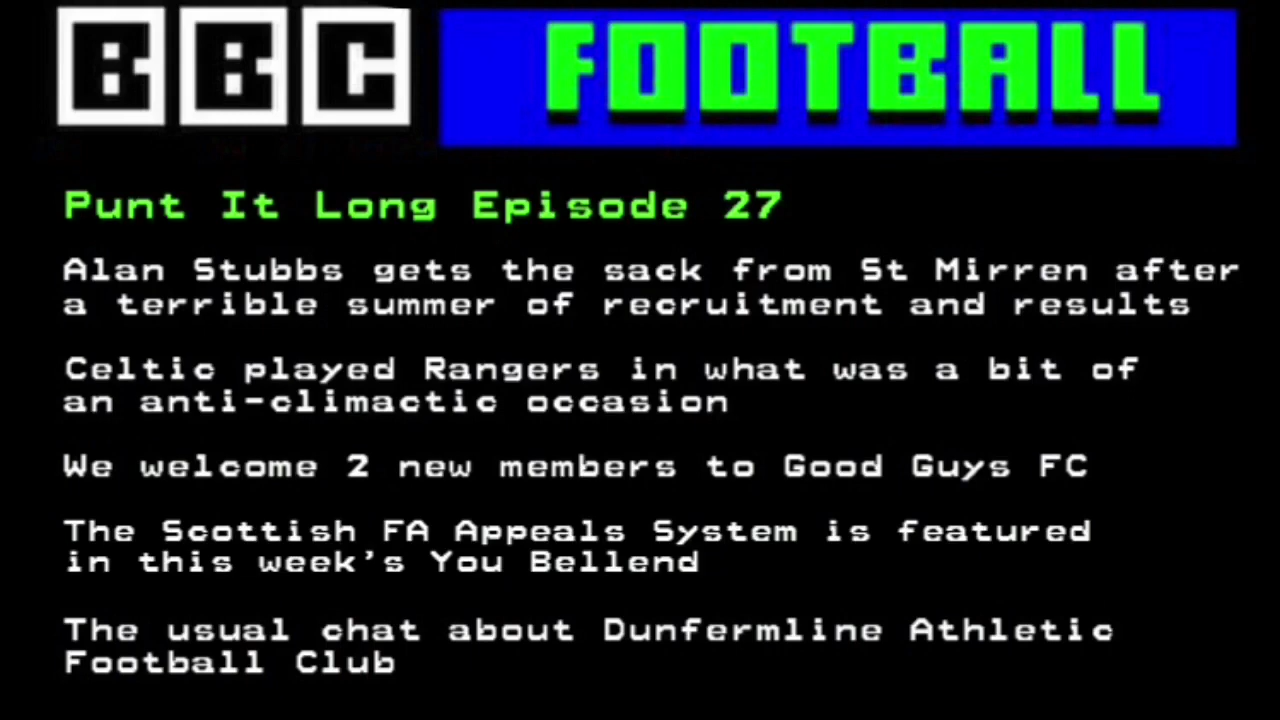 BBC FOOTBALL
Punt It Long Episode 27
Alan Stubbs gets the sack from St Mirren after
a terrible summer of recruitment and results
Celtic played Rangers in what was a bit of
an anti-climactic occasion
We welcome 2 new members to Good Guys FC
The Scottish FA Appeals System is featured
in this week's You Bellend
The usual chat about Dunfermline Athletic
Football Club